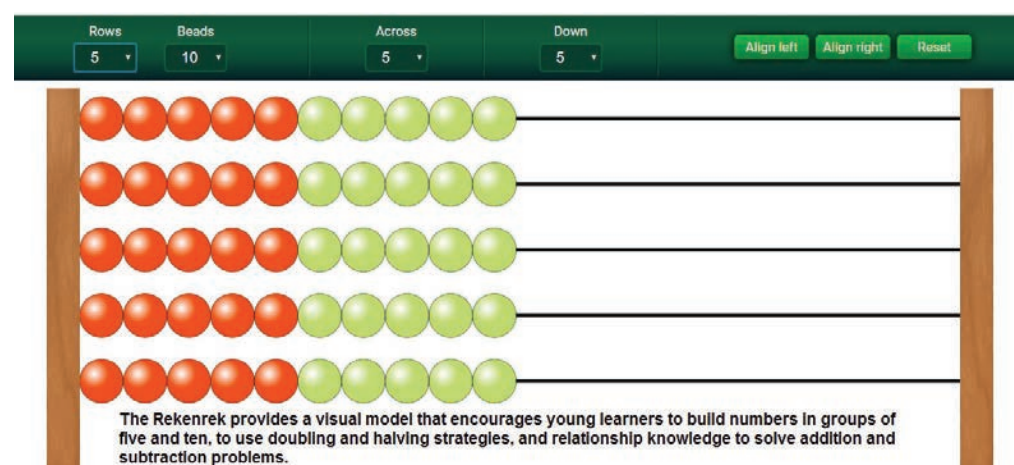 Rows Beads Across Down
5 10 5 5
Align left Align right Reset
The Rekenrek provides a visual model that encourages young learners to build numbers in groups of
five and ten, to use doubling and halving strategies, and relationship knowledge to solve addition and
subtraction problems.